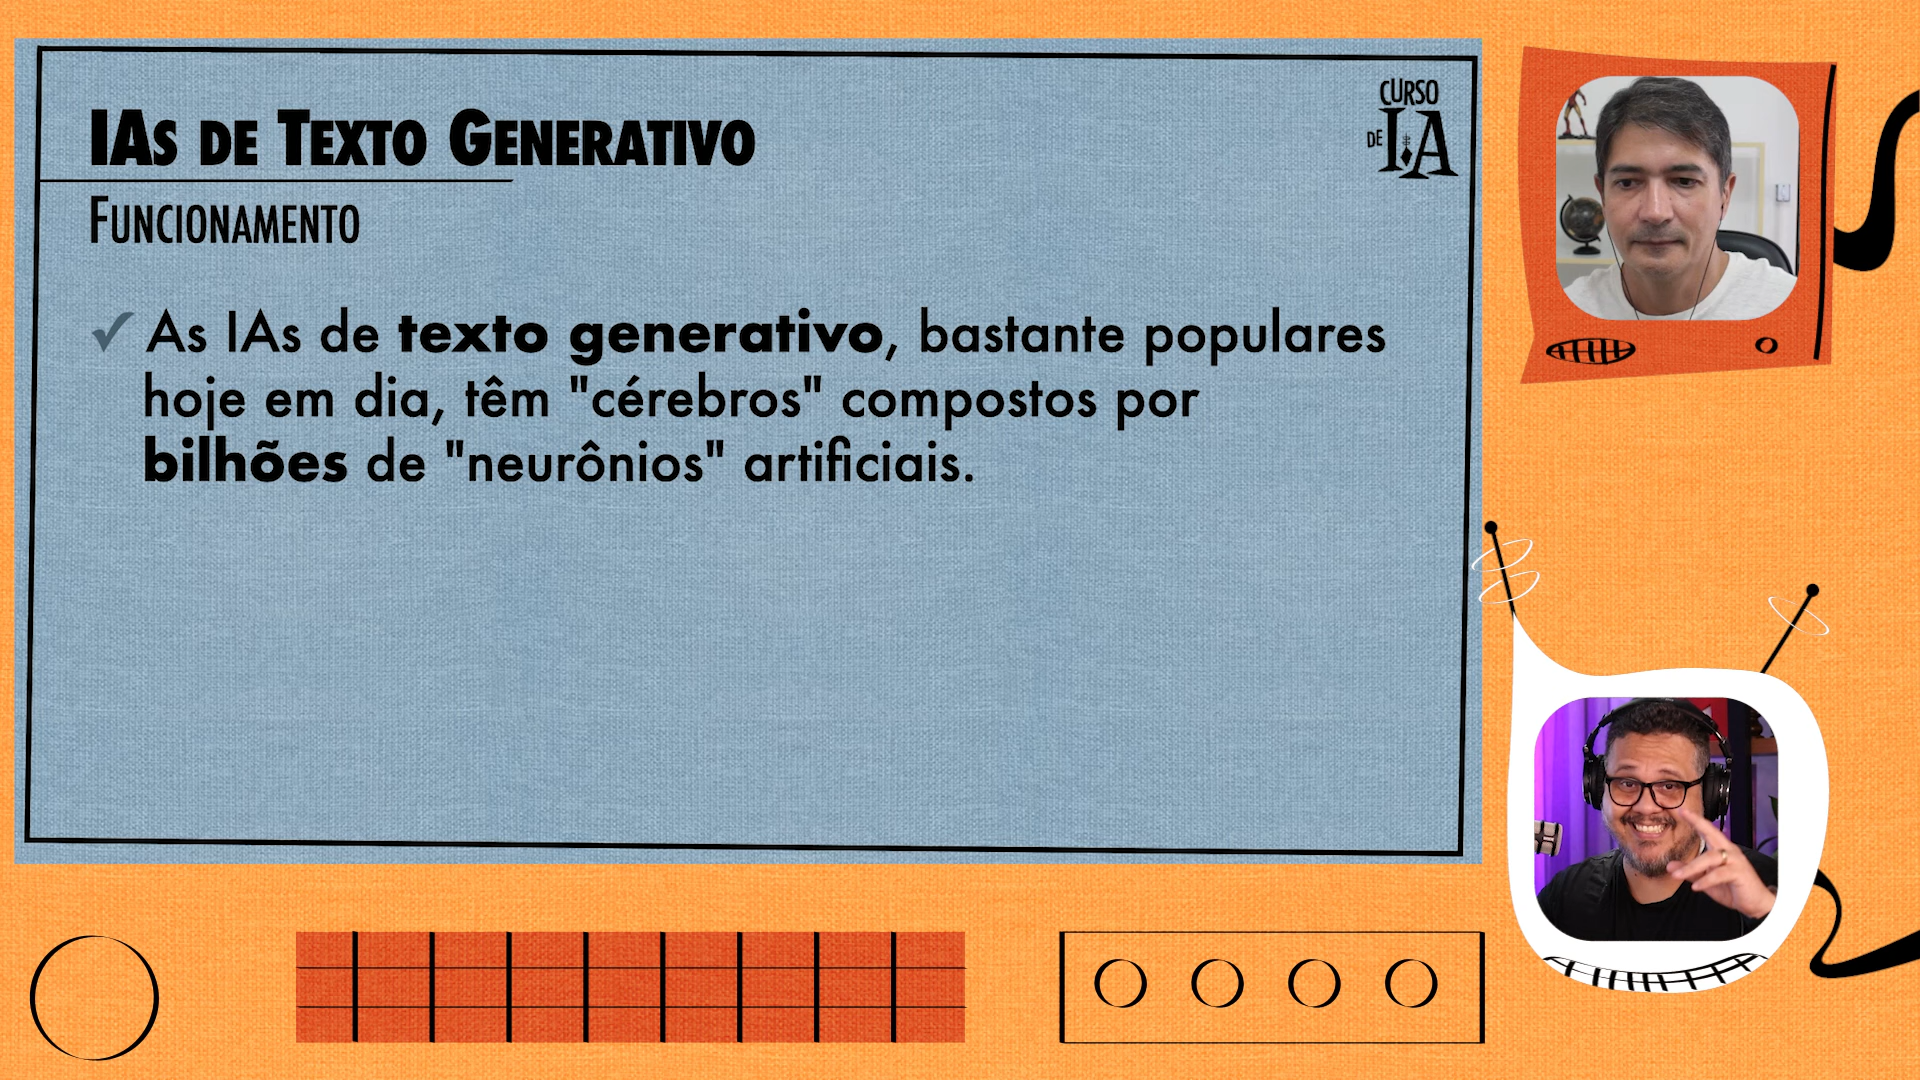 IAs de Texto Generativo
CURSO
DE IA
Funcionamento
✓ As IAs de texto generativo, bastante populares
hoje em dia, têm "cérebros" compostos por
bilhões de "neurônios" artificiais.